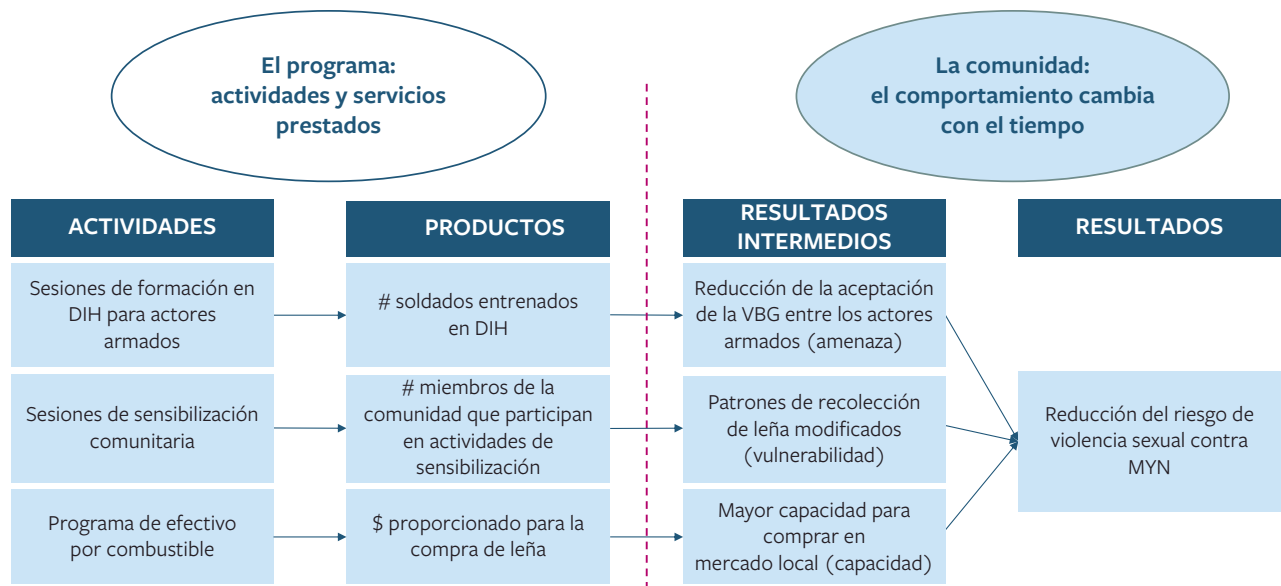 El programa:
actividades y servicios
prestados
La comunidad:
el comportamiento cambia
con el tiempo
ACTIVIDADES
PRODUCTOS
RESULTADOS
INTERMEDIOS
RESULTADOS
Sesiones de formación en
DIH para actores
armados
# soldados entrenados
en DIH
Reducción de la aceptación
de la VBG entre los actores
armados (amenaza)
Sesiones de sensibilización
comunitaria
# miembros de la
comunidad que participan
en actividades de
sensibilización
Patrones de recolección
de leña modificados
(vulnerabilidad)
Reducción del riesgo de
violencia sexual contra
MYN
Programa de efectivo
por combustible
$ proporcionado para la
compra de leña
Mayor capacidad para
comprar en
mercado local (capacidad)